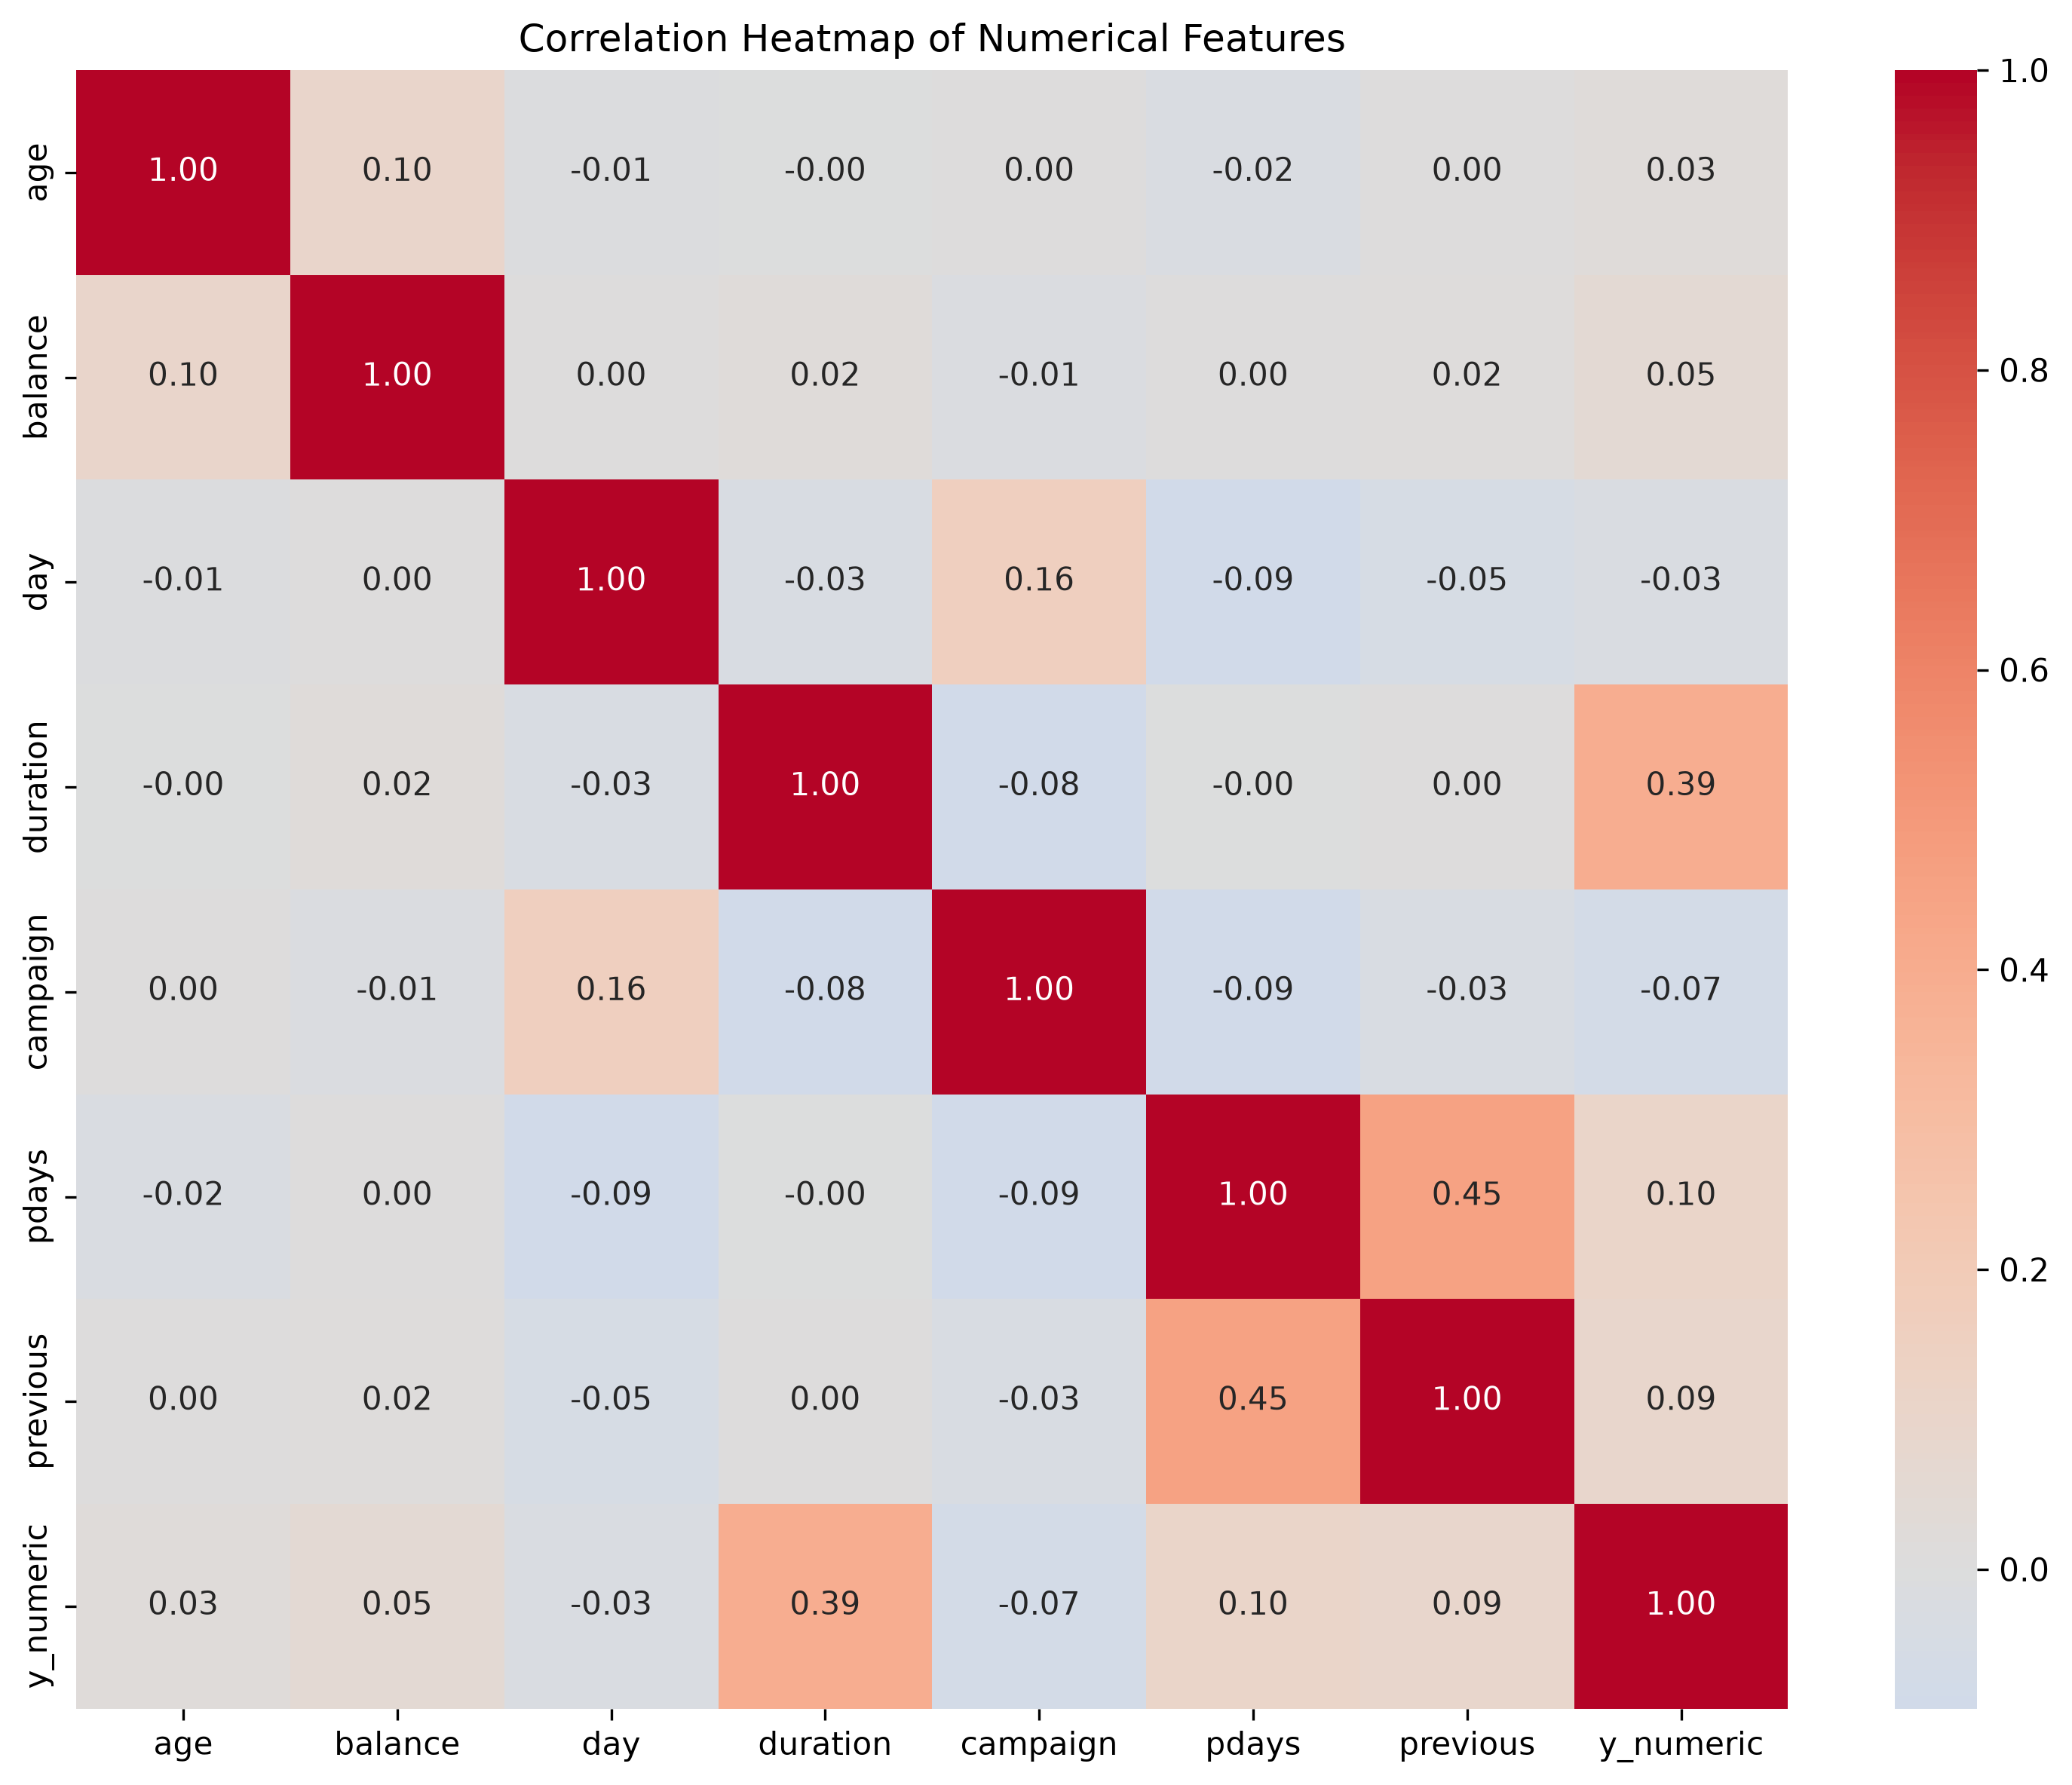 Correlation Heatmap of Numerical Features
age 1.00 0.10 -0.01 -0.00 0.00 -0.02 0.00 0.03
balance 0.10 1.00 0.00 0.02 -0.01 0.00 0.02 0.05
day -0.01 0.00 1.00 -0.03 0.16 -0.09 -0.05 -0.03
duration -0.00 0.02 -0.03 1.00 -0.08 -0.00 0.00 0.39
campaign 0.00 -0.01 0.16 -0.08 1.00 -0.09 -0.03 -0.07
pdays -0.02 0.00 -0.09 -0.00 -0.09 1.00 0.45 0.10
previous 0.00 0.02 -0.05 0.00 -0.03 0.45 1.00 0.09
y_numeric 0.03 0.05 -0.03 0.39 -0.07 0.10 0.09 1.00
age balance day duration campaign pdays previous y_numeric
1.0
0.8
0.6
0.4
0.2
0.0